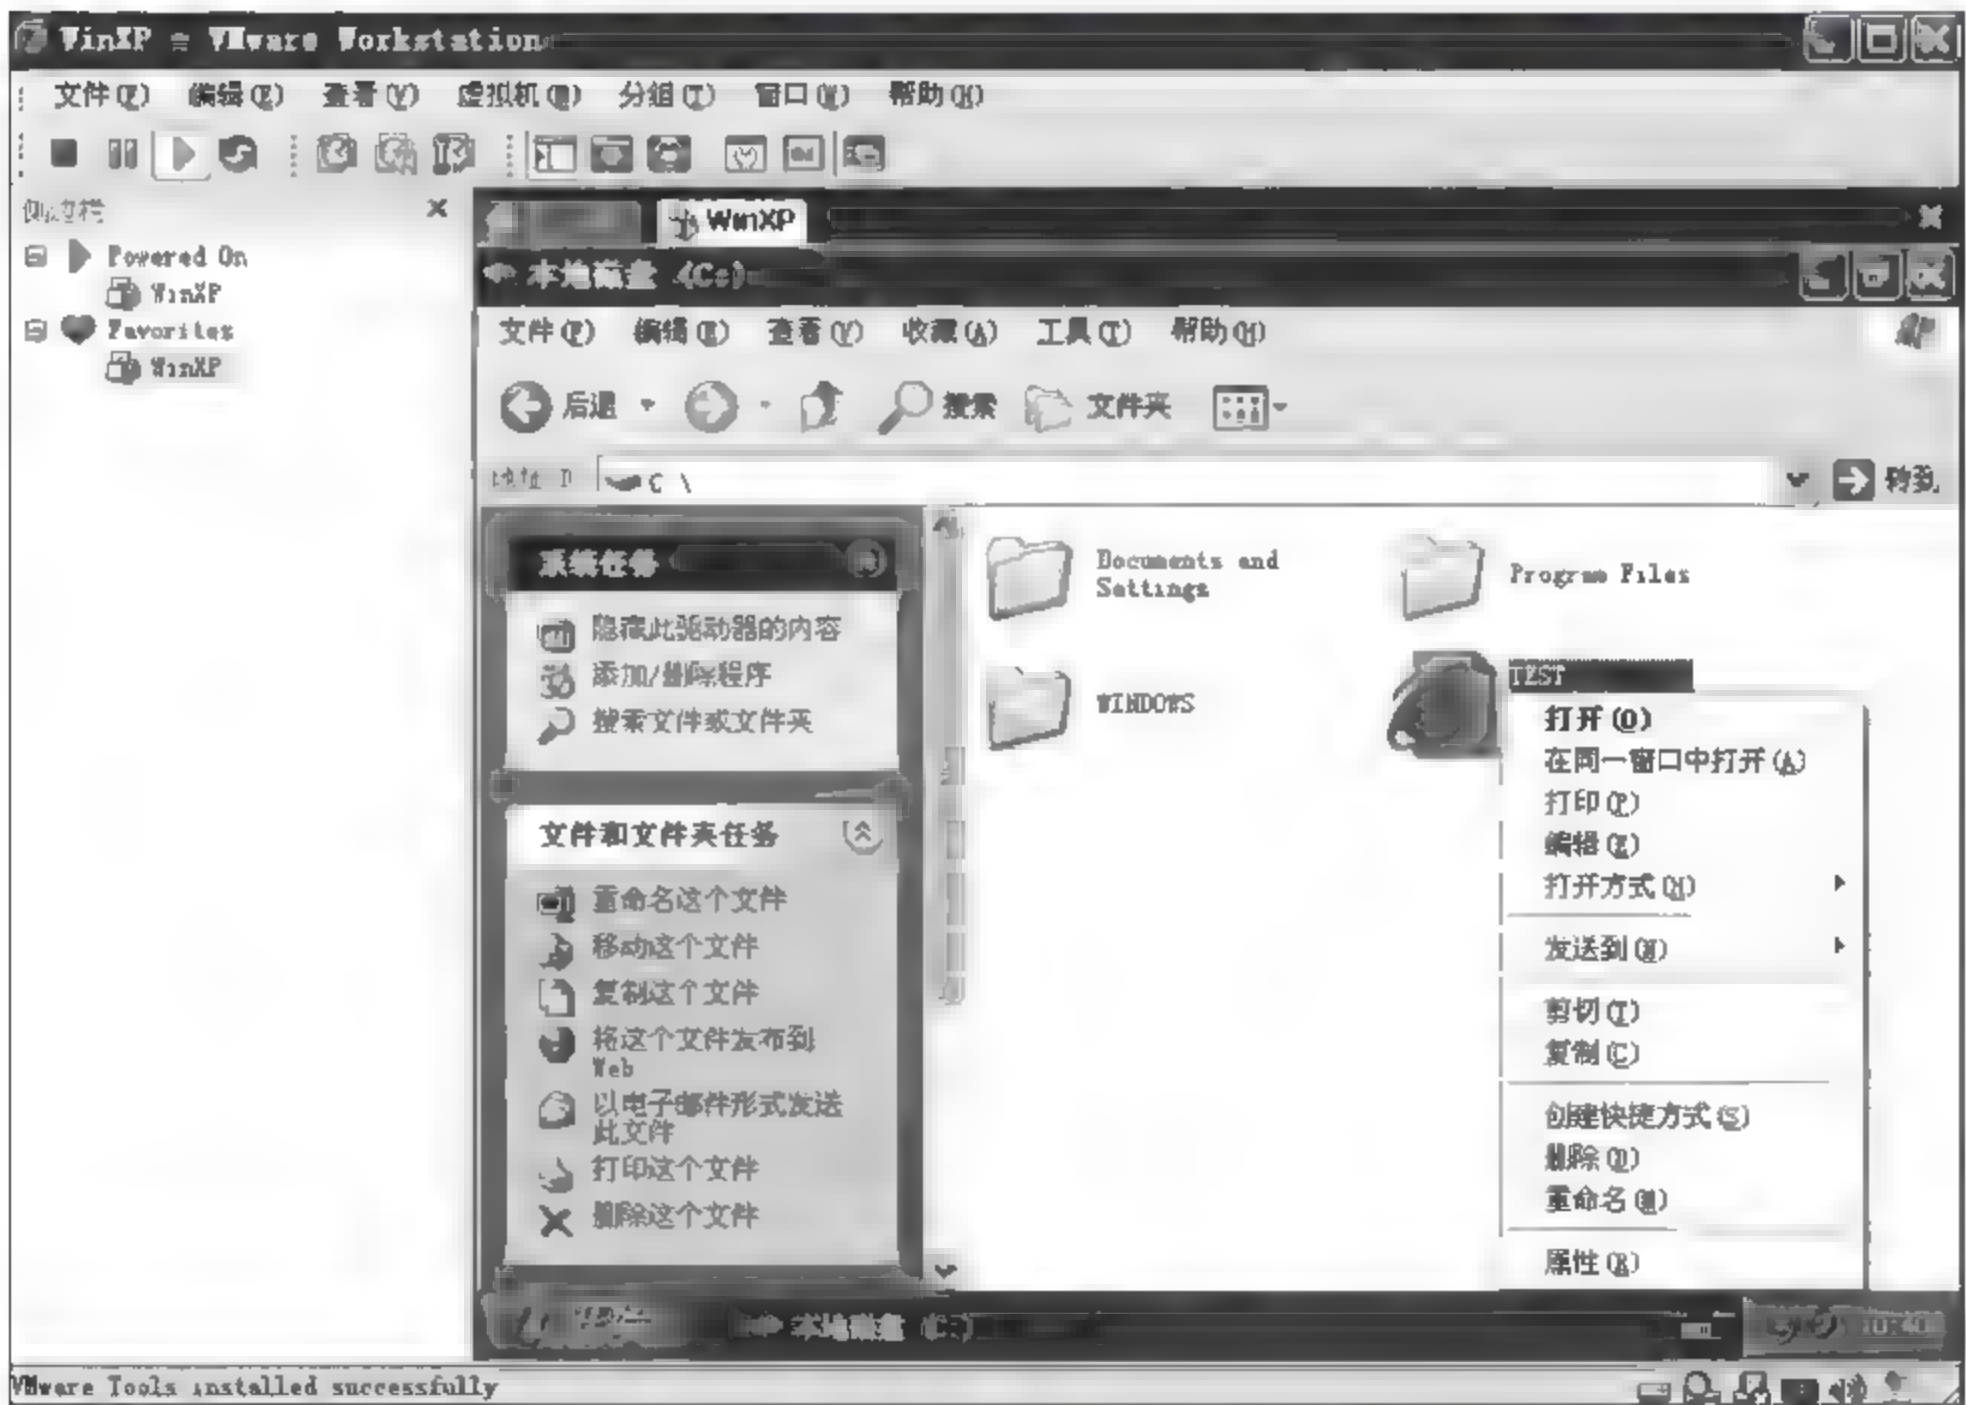 WinXP - VMware Workstation
文件(F) 编辑(E) 查看(V) 虚拟机(M) 分组(T) 窗口(W) 帮助(H)
侧边栏
WinXP
Powered On
WinXP
Favorites
WinXP
本地磁盘 (C:)
文件(F) 编辑(E) 查看(V) 收藏(A) 工具(T) 帮助(H)
后退 搜索 文件夹
C \ 转到
系统任务
隐藏此驱动器的内容
添加/删除程序
搜索文件或文件夹
文件和文件夹任务
重命名这个文件
移动这个文件
复制这个文件
将这个文件发布到
Web
以电子邮件形式发送
此文件
打印这个文件
删除这个文件
Documents and
Settings
Program Files
WINDOWS
TEST
打开(O)
在同一窗口中打开(A)
打印(P)
编辑(E)
打开方式(H)
发送到(N)
剪切(T)
复制(C)
创建快捷方式(S)
删除(D)
重命名(M)
属性(R)
本地磁盘 (C:)
10:40
VMware Tools installed successfully